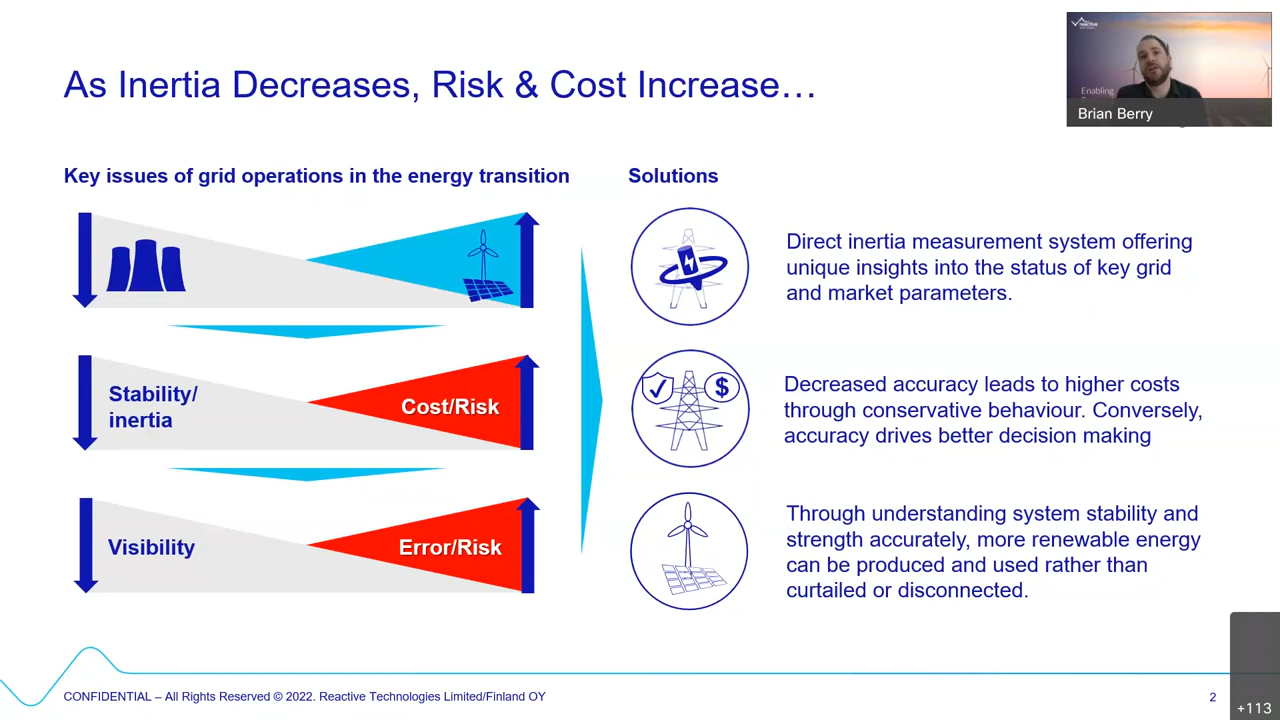 As Inertia Decreases, Risk & Cost Increase…
reactive
Enabling
Brian Berry
Key issues of grid operations in the energy transition
Solutions
Direct inertia measurement system offering
unique insights into the status of key grid
and market parameters.
Stability/
inertia
Cost/Risk
$
Decreased accuracy leads to higher costs
through conservative behaviour. Conversely,
accuracy drives better decision making
Visibility
Error/Risk
Through understanding system stability and
strength accurately, more renewable energy
can be produced and used rather than
curtailed or disconnected.
CONFIDENTIAL – All Rights Reserved © 2022. Reactive Technologies Limited/Finland OY
2
+113